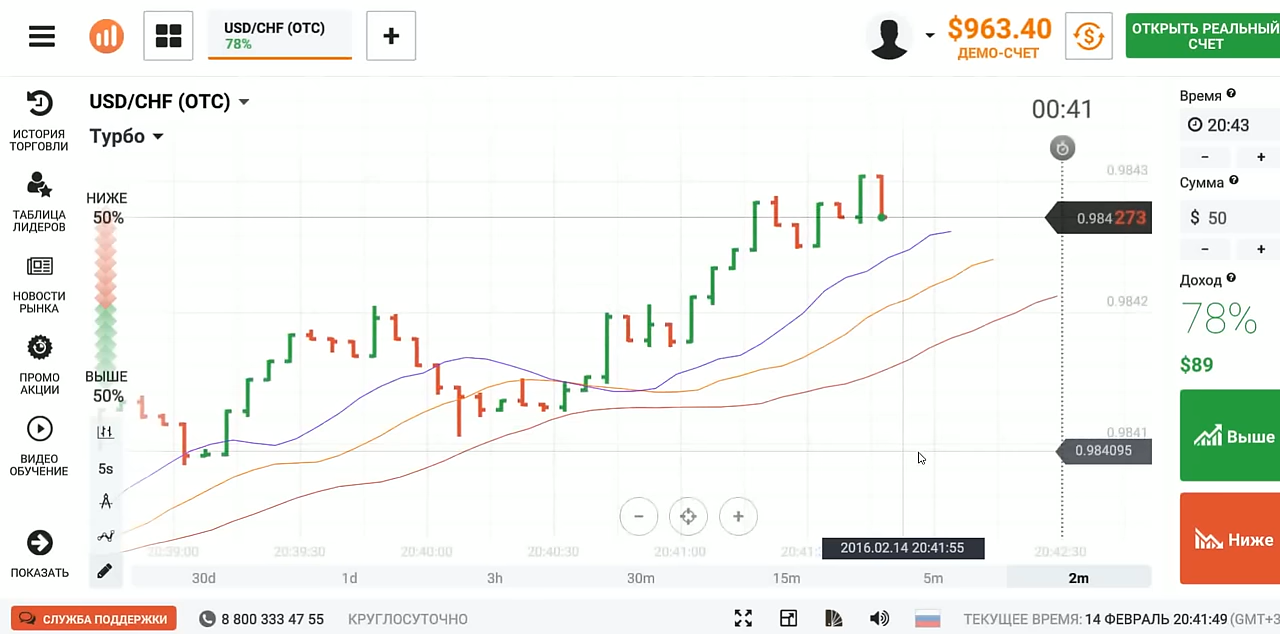 USD/CHF (OTC)
78%
$963.40
ДЕМО-СЧЕТ
ОТКРЫТЬ РЕАЛЬНЫЙ
СЧЕТ
USD/CHF (OTC)
Турбо
00:41
ИСТОРИЯ
ТОРГОВЛИ
ТАБЛИЦА
ЛИДЕРОВ
НОВОСТИ
РЫНКА
ПРОМО
АКЦИИ
ВИДЕО
ОБУЧЕНИЕ
ПОКАЗАТЬ
НИЖЕ
50%
ВЫШЕ
50%
5s
0.9843
0.984273
0.9842
0.9841
0.984095
Время
20:43
- +
Сумма
$ 50
- +
Доход
78%
$89
Выше
Ниже
20:39:00 20:39:30 20:40:00 20:40:30 20:41:00 2016.02.14 20:41:55 20:42:30
30d 1d 3h 30m 15m 5m 2m
СЛУЖБА ПОДДЕРЖКИ 8 800 333 47 55 КРУГЛОСУТОЧНО ТЕКУЩЕЕ ВРЕМЯ: 14 ФЕВРАЛЬ 20:41:49 (GMT+3